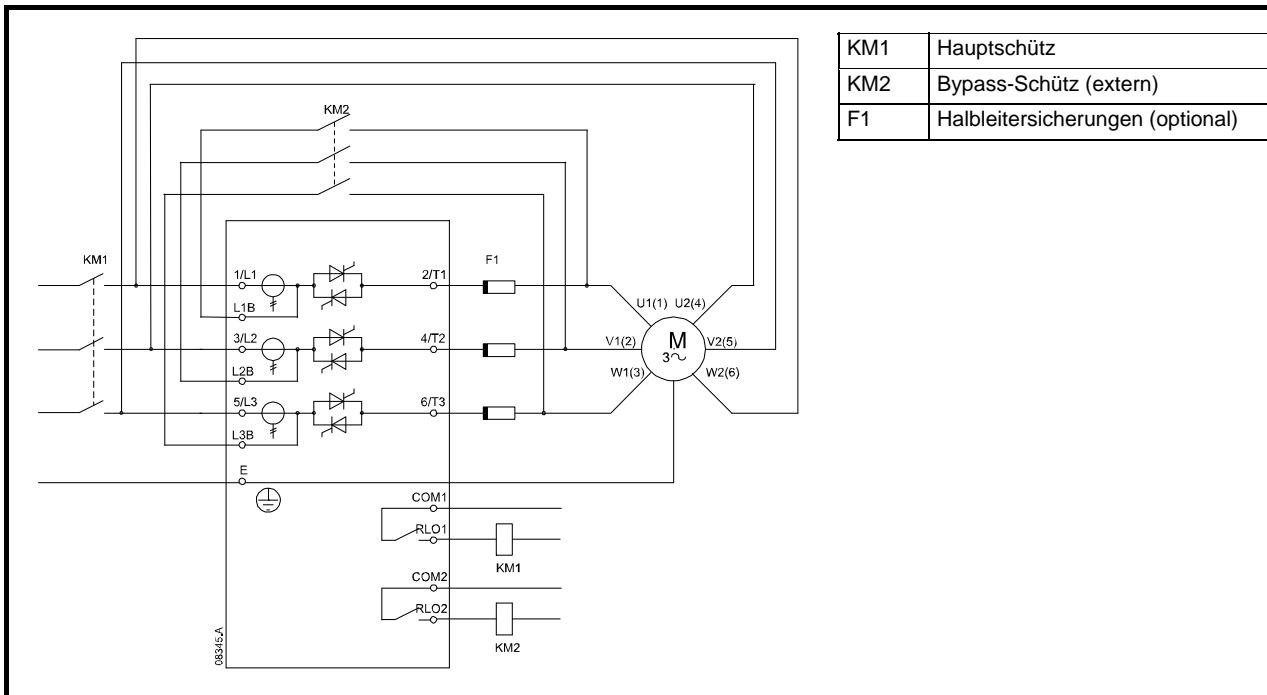 KM1 Hauptschütz
KM2 Bypass-Schütz (extern)
F1 Halbleitersicherungen (optional)
KM2
KM1
F1
1/L1
2/T1
L1B
U1(1) U2(4)
3/L2
4/T2
V1(2)
M
3~
V2(5)
L2B
W1(3)
W2(6)
5/L3
6/T3
L3B
E
COM1
RLO1
KM1
COM2
RLO2
KM2
08345.A